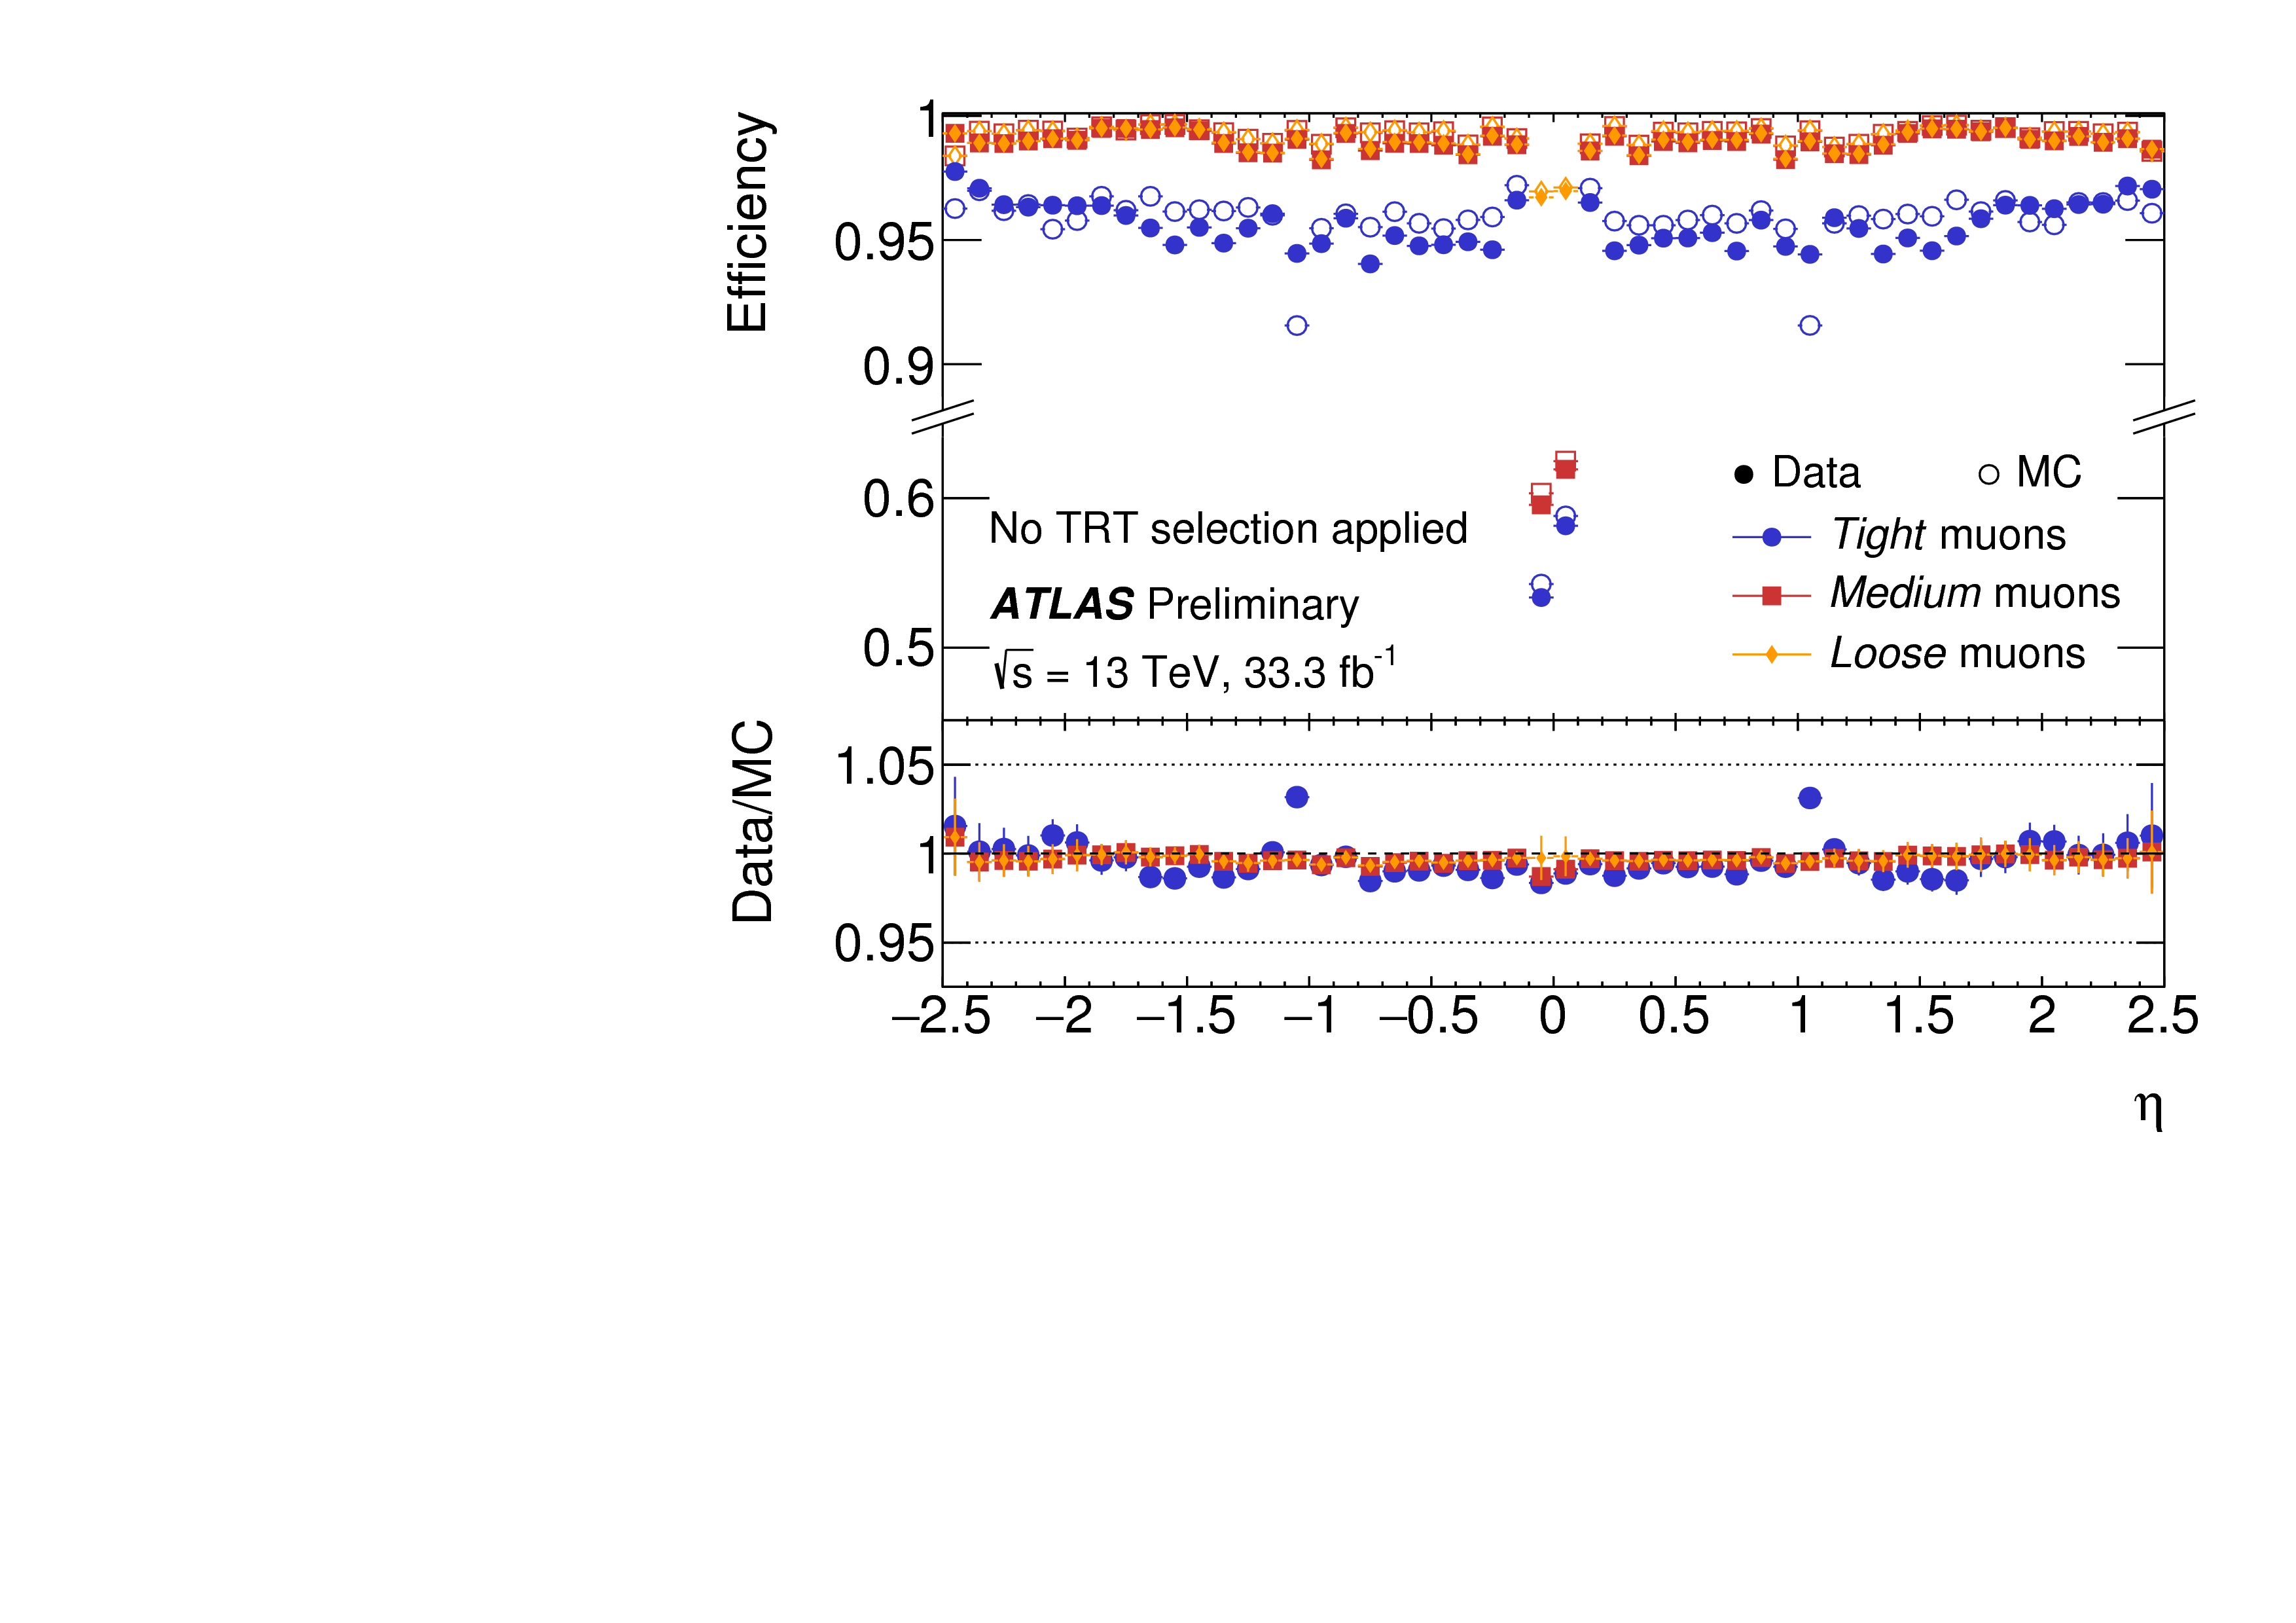 Efficiency
1
0.95
0.9
0.6
0.5
Data MC
No TRT selection applied
Tight muons
ATLAS Preliminary
Medium muons
√s = 13 TeV, 33.3 fb-1
Loose muons
Data/MC
1.05
1
0.95
−2.5 −2 −1.5 −1 −0.5 0 0.5 1 1.5 2 2.5
η